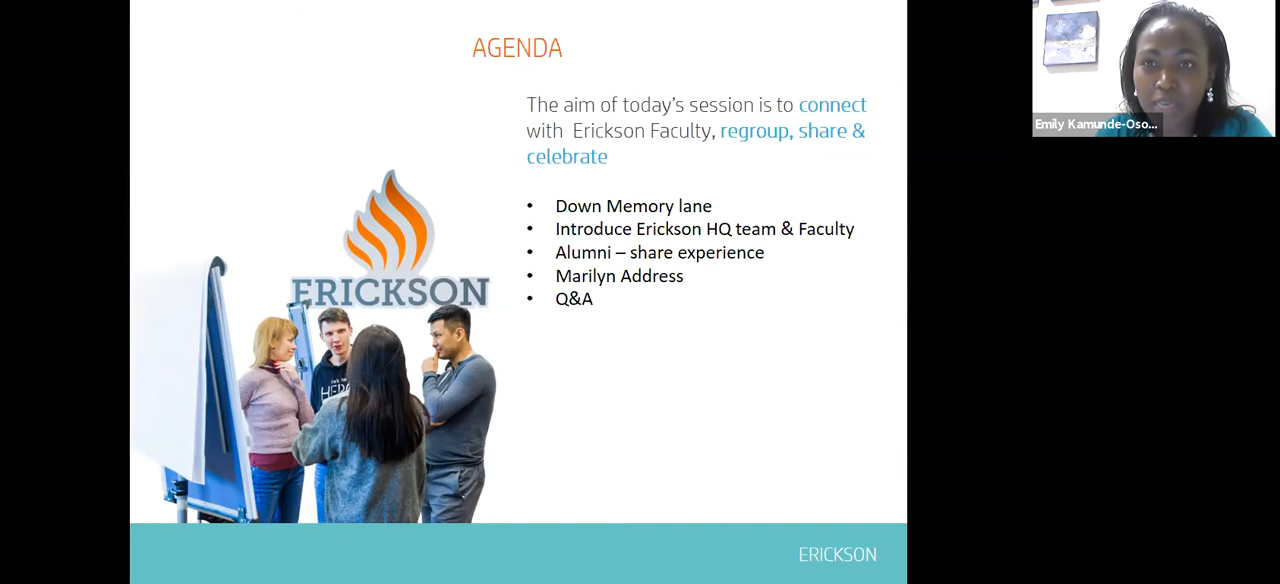 AGENDA
The aim of today's session is to connect
with Erickson Faculty, regroup, share &
celebrate
• Down Memory lane
• Introduce Erickson HQ team & Faculty
• Alumni – share experience
• Marilyn Address
• Q&A
ERICKSON
ERICKSON
Emily Kamunde-Oso...